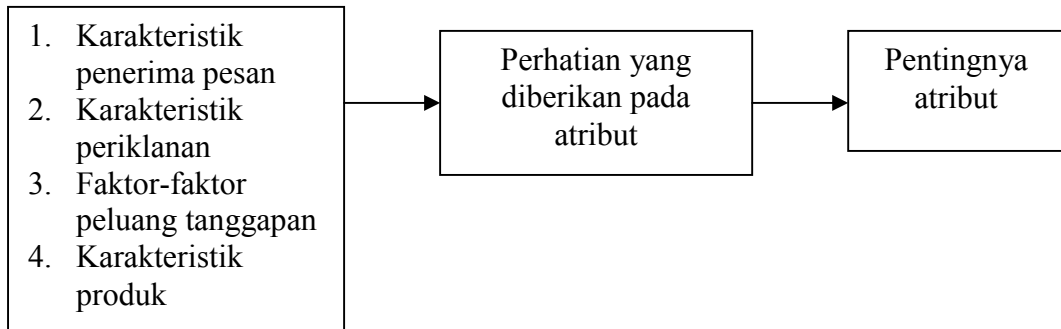 1. Karakteristik
penerima pesan
2. Karakteristik
periklanan
3. Faktor-faktor
peluang tanggapan
4. Karakteristik
produk
Perhatian yang
diberikan pada
atribut
Pentingnya
atribut